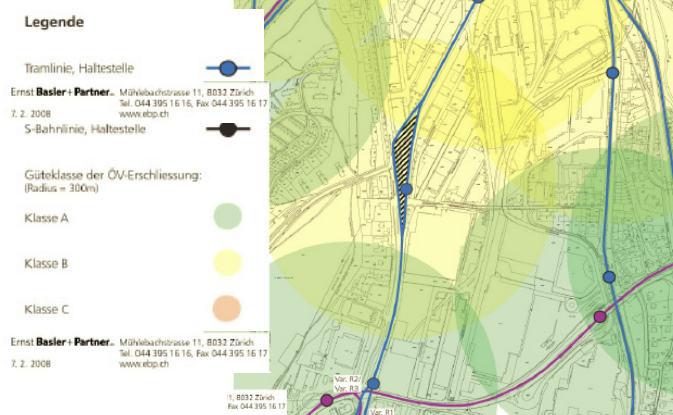 Legende
Tramlinie, Haltestelle
Ernst Basler + Partner Mühlebachstrasse 11, 8032 Zürich
Tel. 044 395 16 16, Fax 044 395 16 17
7. 2. 2008 www.ebp.ch
S-Bahnlinie, Haltestelle
Güteklasse der ÖV-Erschliessung:
(Radius = 300m)
Klasse A
Klasse B
Klasse C
Ernst Basler + Partner Mühlebachstrasse 11, 8032 Zürich
Tel. 044 395 16 16, Fax 044 395 16 17
7. 2. 2008 www.ebp.ch
11, 8032 Zürich
Fax 044 395 16 17
Var. R2/
Var. R3
Var. R1